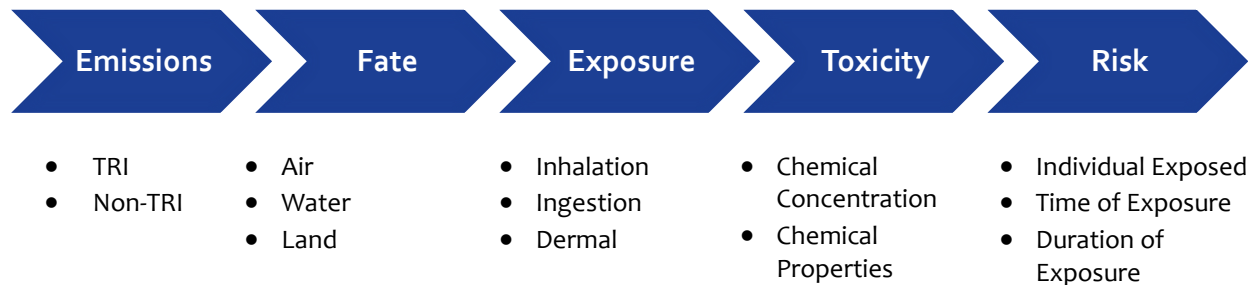 Emissions
Fate
Exposure
Toxicity
Risk
• TRI
• Non-TRI
• Air
• Water
• Land
• Inhalation
• Ingestion
• Dermal
• Chemical
Concentration
• Chemical
Properties
• Individual Exposed
• Time of Exposure
• Duration of
Exposure